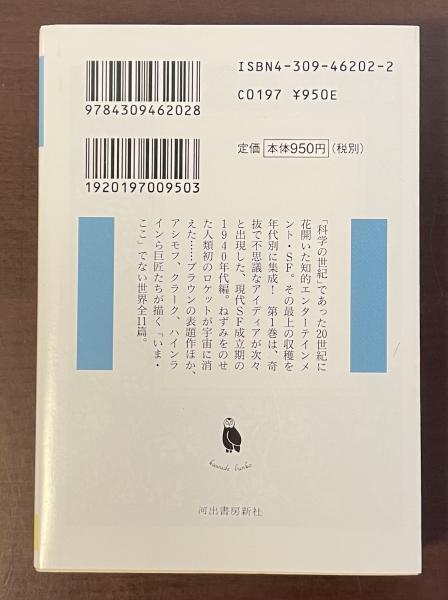 ISBN4-309-46202-2
C0197 ¥950E
9784309462028
定価 本体950円(税別)
1920197009503
「科学の世紀」であった20世紀に
花開いた知的エンターテインメ
ント・SF。その最上の収穫を
年代別に集成! 第1巻は、奇
抜で不思議なアイディアが次々
と出現した、現代SF成立期の
1940年代編。ねずみをのせ
た人類初のロケットが宇宙に消
えた……ブラウンの表題作ほか、
アシモフ、クラーク、ハインラ
インら巨匠たちが描く「いま・
ここ」でない世界全11篇。
kawade bunko
河出書房新社